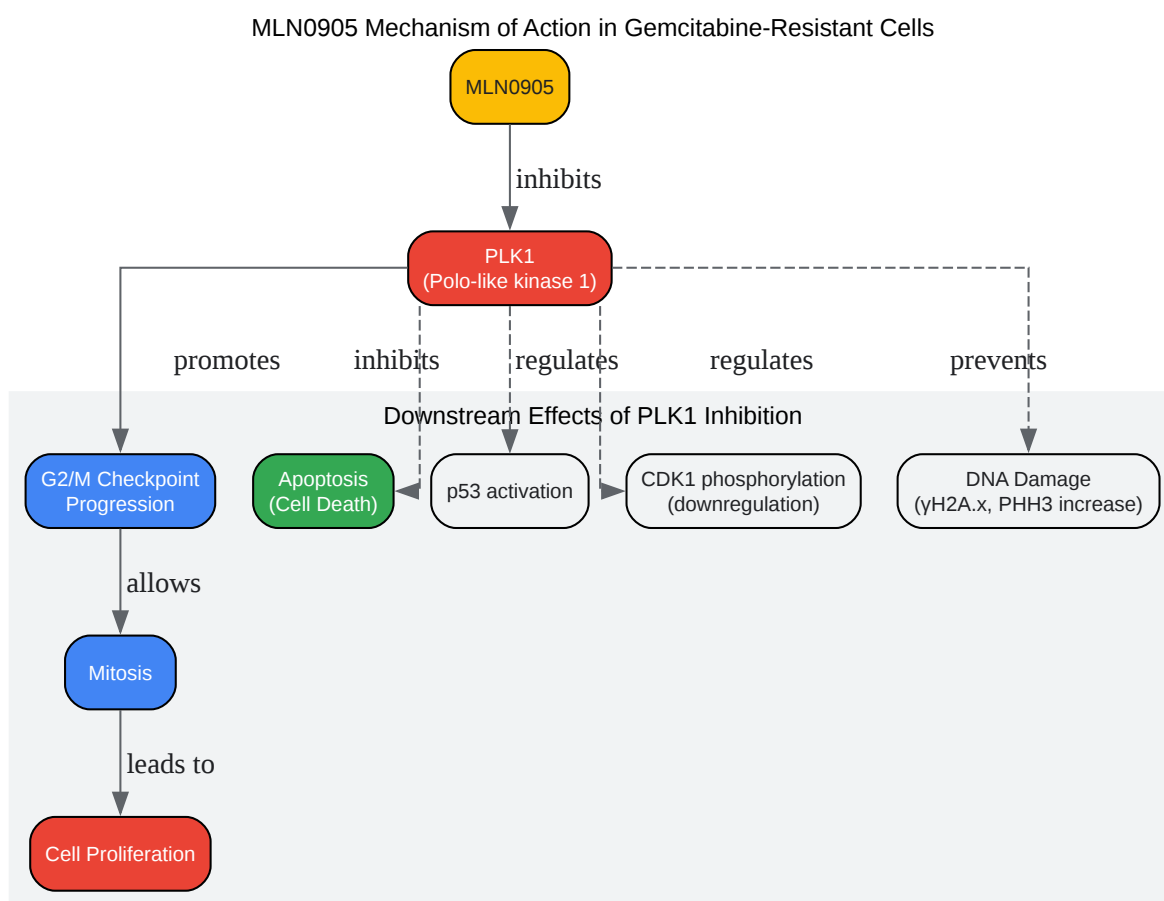 MLN0905 Mechanism of Action in Gemcitabine-Resistant Cells
MLN0905
inhibits
PLK1
(Polo-like kinase 1)
promotes
inhibits
regulates
regulates
prevents
Downstream Effects of PLK1 Inhibition
G2/M Checkpoint
Progression
Apoptosis
(Cell Death)
p53 activation
CDK1 phosphorylation
(downregulation)
DNA Damage
(γH2A.x, PHH3 increase)
allows
Mitosis
leads to
Cell Proliferation